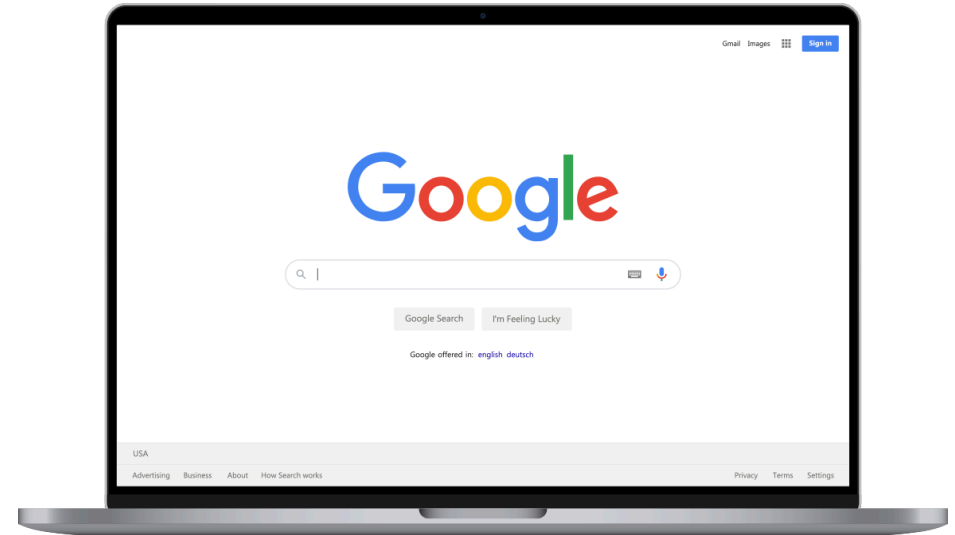 Gmail Images Sign in
Google
Google Search I'm Feeling Lucky
Google offered in: english deutsch
USA
Advertising Business About How Search works Privacy Terms Settings